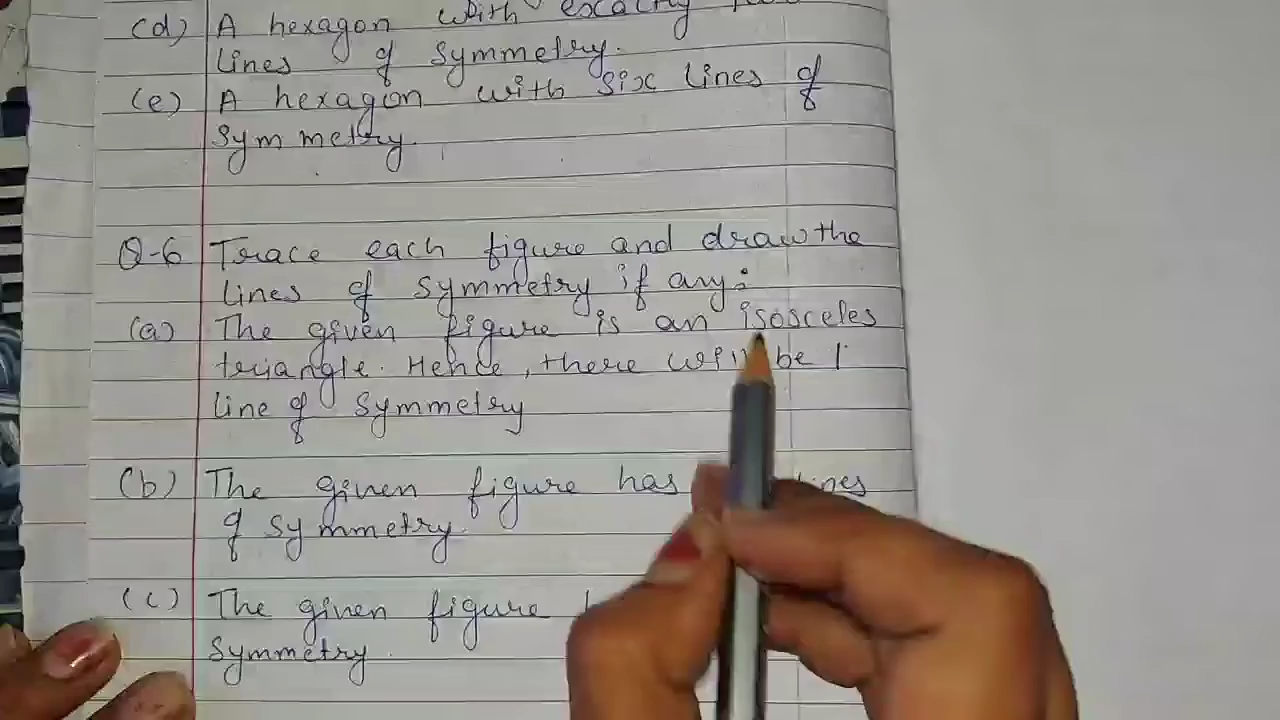 (d) A hexagon with
lines of symmetry.
(e) A hexagon with six lines of
symmetry.
Q-6 Trace each figure and draw the
lines of symmetry if any:
(a) The given figure is an isosceles
triangle. Hence, there will be 1
line of symmetry
(b) The given figure has lines
of symmetry.
(c) The given figure
symmetry.